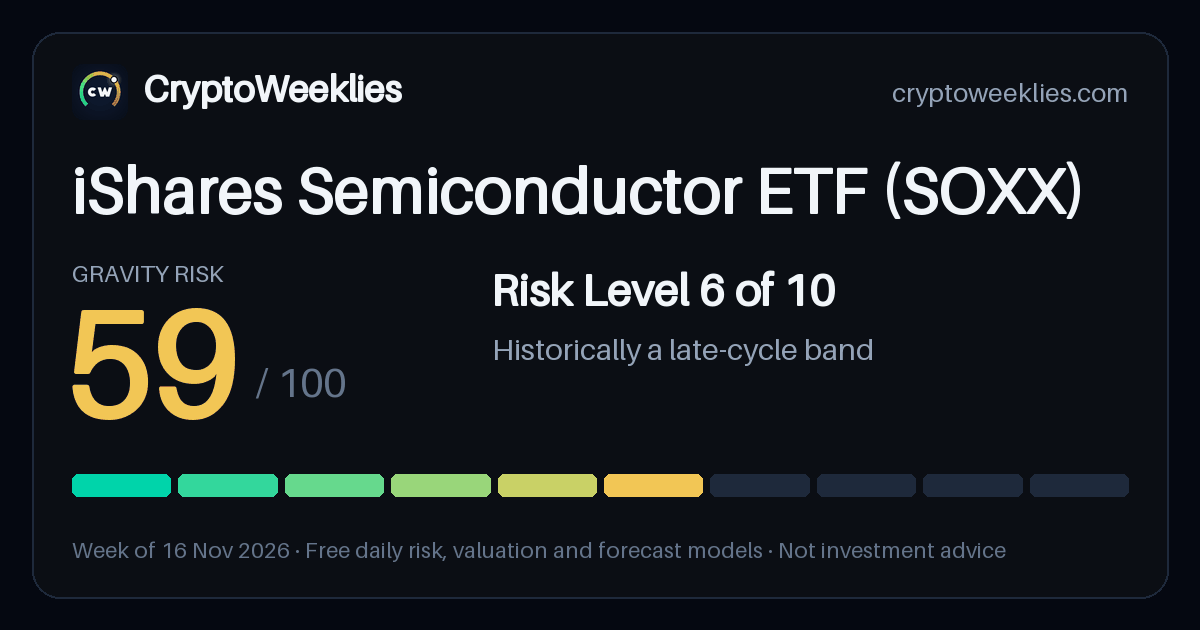 CW
CryptoWeeklies
cryptoweeklies.com
iShares Semiconductor ETF (SOXX)
GRAVITY RISK
59 / 100
Risk Level 6 of 10
Historically a late-cycle band
Week of 16 Nov 2026 · Free daily risk, valuation and forecast models · Not investment advice